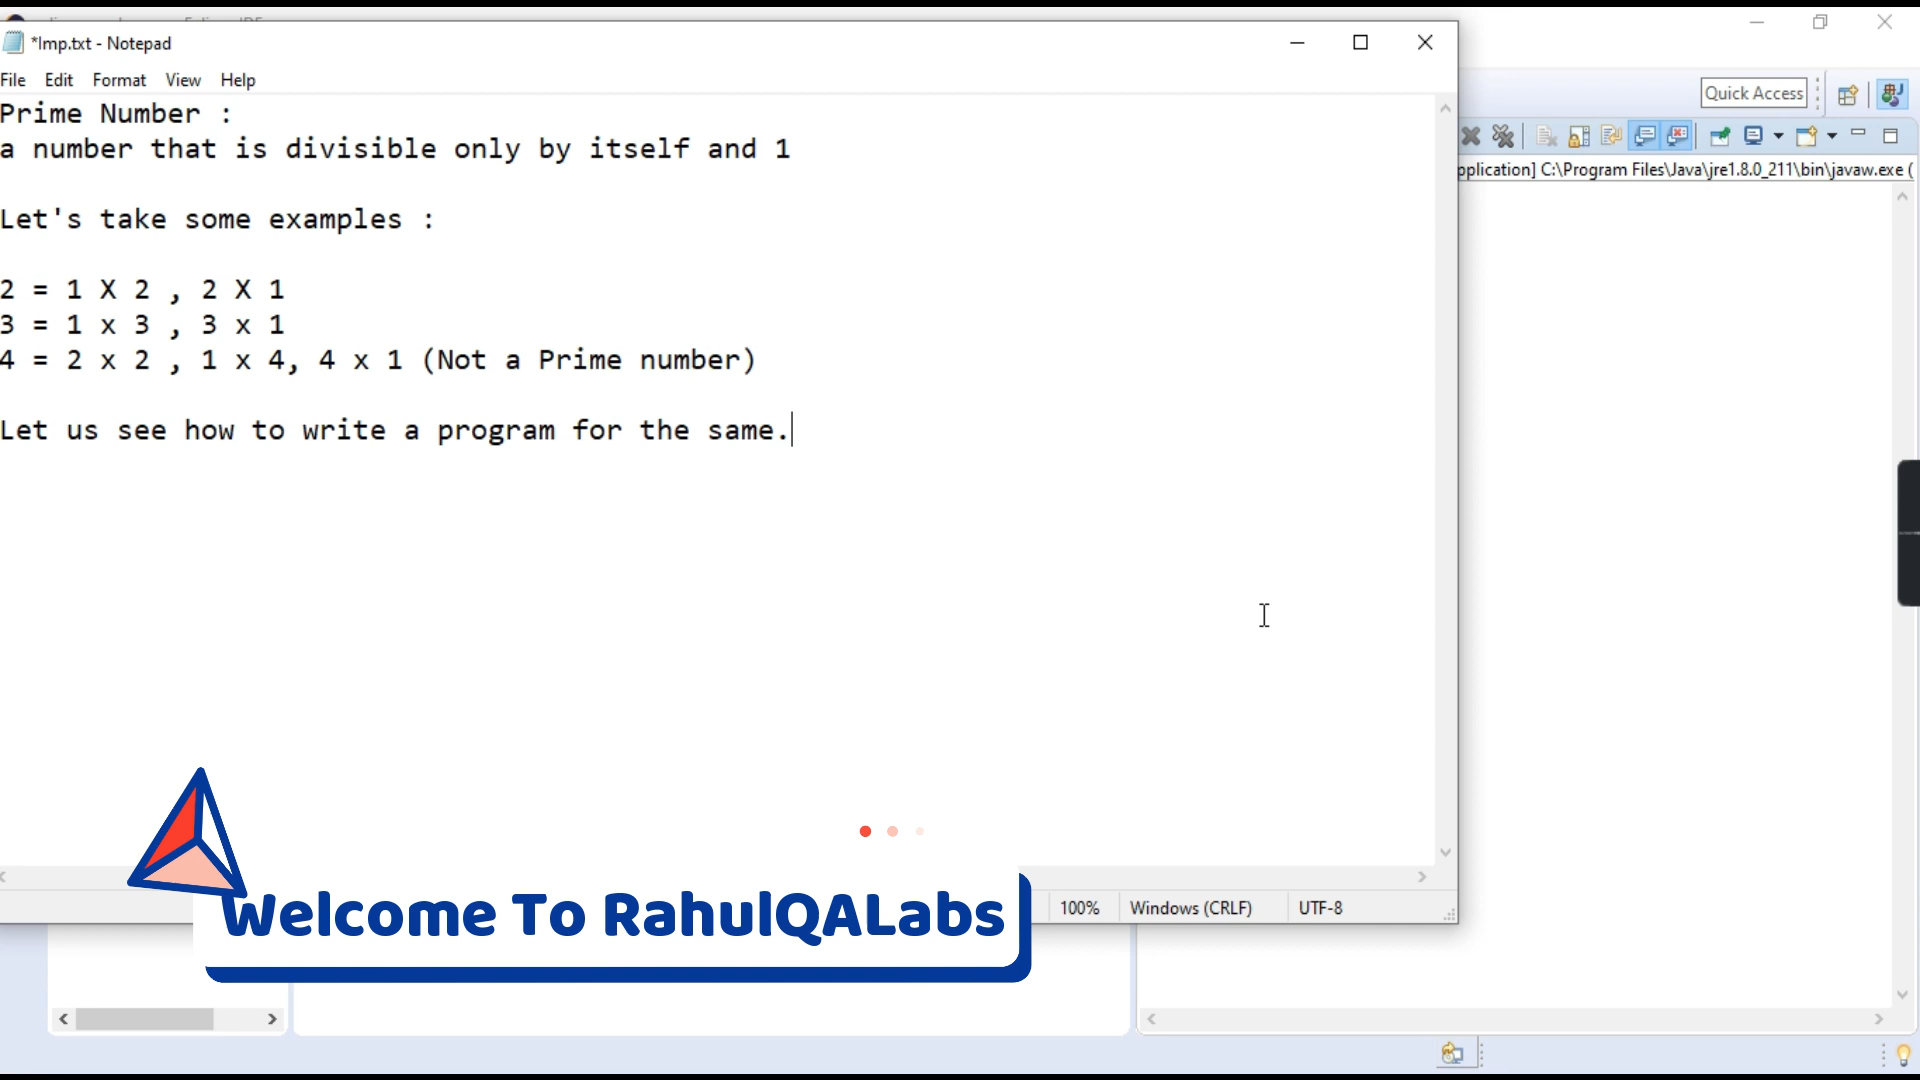 *Imp.txt - Notepad
File Edit Format View Help
Prime Number :
a number that is divisible only by itself and 1
Let's take some examples :
2 = 1 X 2 , 2 X 1
3 = 1 x 3 , 3 x 1
4 = 2 x 2 , 1 x 4, 4 x 1 (Not a Prime number)
Let us see how to write a program for the same.
Quick Access
pplication] C:\Program Files\Java\jre1.8.0_211\bin\javaw.exe (
Welcome To RahulQALabs
100% Windows (CRLF) UTF-8